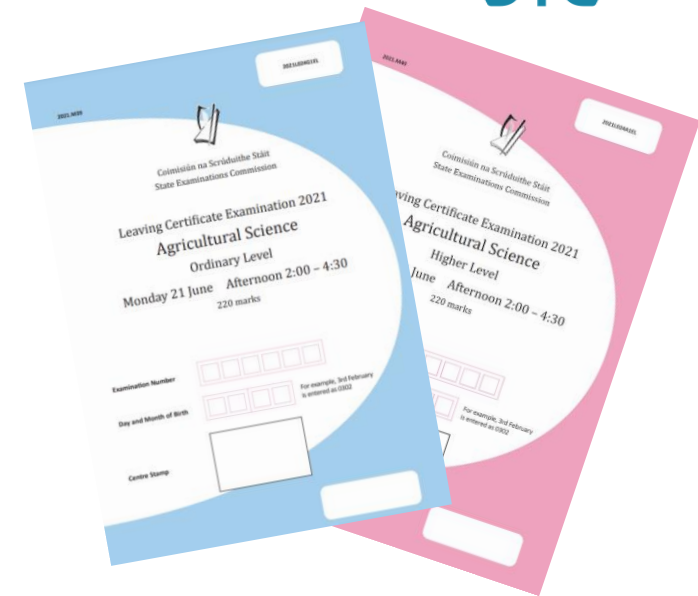 2021.M39
Coimisiún na Scrúduithe Stáit
State Examinations Commission
Leaving Certificate Examination 2021
Agricultural Science
Ordinary Level
Monday 21 June Afternoon 2:00 – 4:30
220 marks
Examination Number
Day and Month of Birth
For example, 3rd February
is entered as 0302
Centre Stamp
Coimisiún na Scrúduithe Stáit
State Examinations Commission
aving Certificate Examination 2021
Agricultural Science
Higher Level
June Afternoon 2:00 – 4:30
220 marks
For example, 3rd February
is entered as 0302